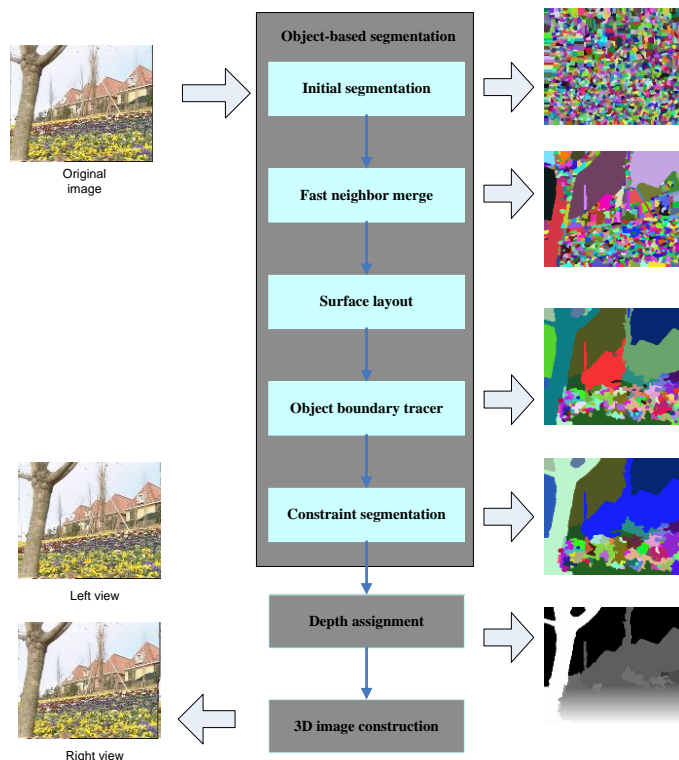 Object-based segmentation
Initial segmentation
Original
image
Fast neighbor merge
Surface layout
Object boundary tracer
Constraint segmentation
Left view
Depth assignment
3D image construction
Right view